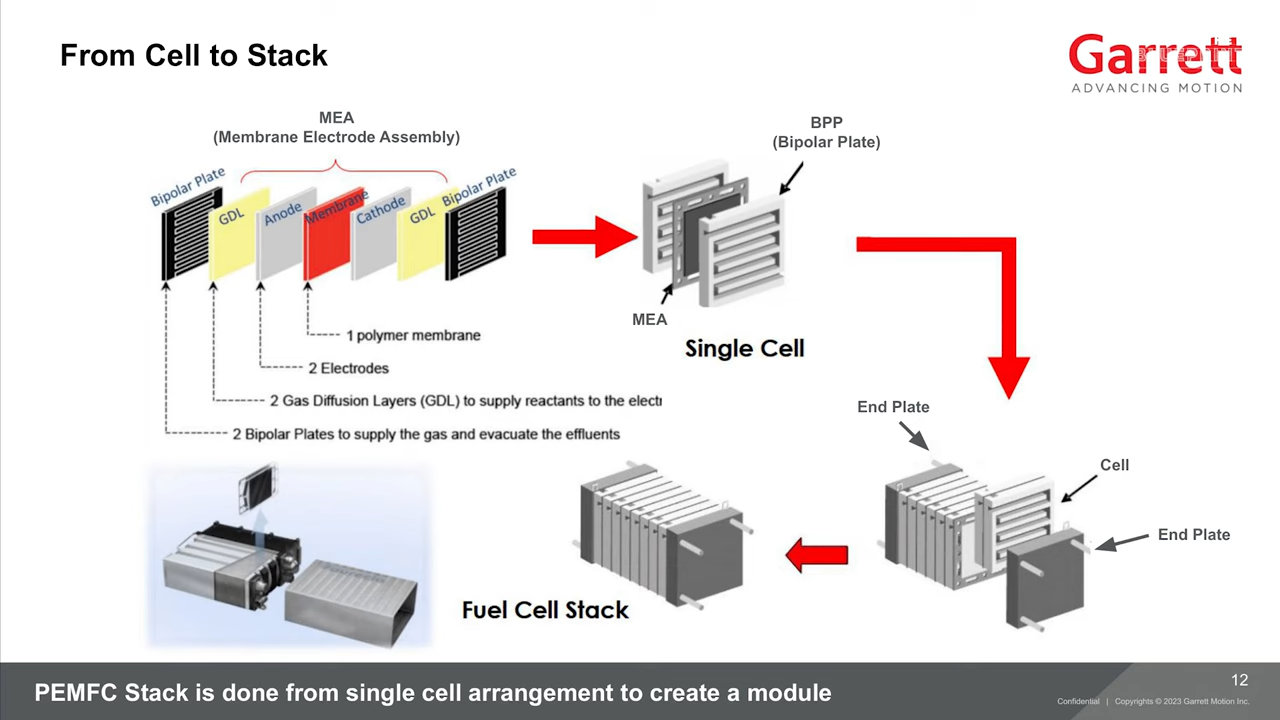 From Cell to Stack
Garrett
ADVANCING MOTION
MEA
(Membrane Electrode Assembly)
BPP
(Bipolar Plate)
Bipolar Plate
GDL
Anode
Membrane
Cathode
GDL
Bipolar Plate
MEA
Single Cell
1 polymer membrane
2 Electrodes
2 Gas Diffusion Layers (GDL) to supply reactants to the electr
2 Bipolar Plates to supply the gas and evacuate the effluents
End Plate
Cell
End Plate
Fuel Cell Stack
PEMFC Stack is done from single cell arrangement to create a module
12
Confidential | Copyrights © 2023 Garrett Motion Inc.